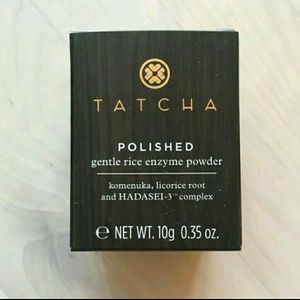 TATCHA
POLISHED
gentle rice enzyme powder
komenuka, licorice root
and HADASEI-3™ complex
℮ NET WT. 10g 0.35 oz.